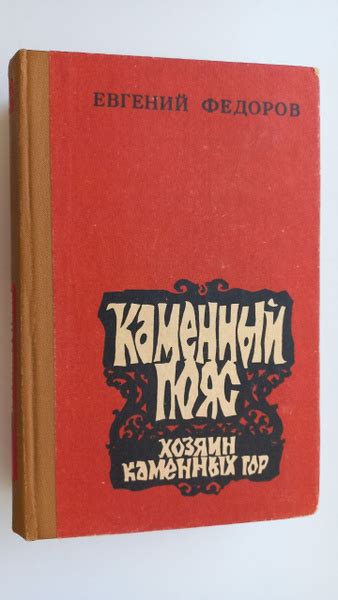 ЕВГЕНИЙ ФЕДОРОВ
КАМЕННЫЙ
ПОЯС
ХОЗЯИН
КАМЕННЫХ ГОР